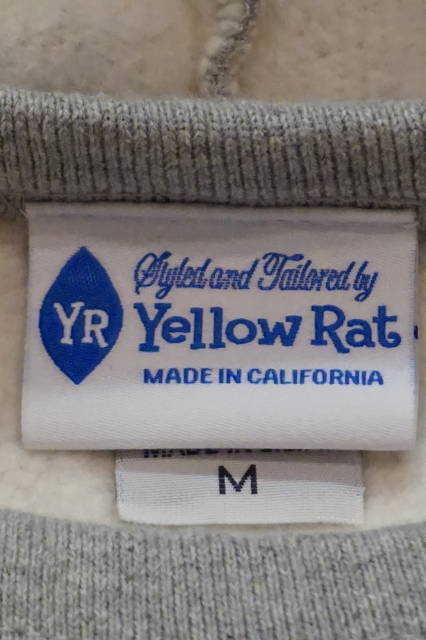 Styled and Tailored by
YR Yellow Rat
MADE IN CALIFORNIA
M